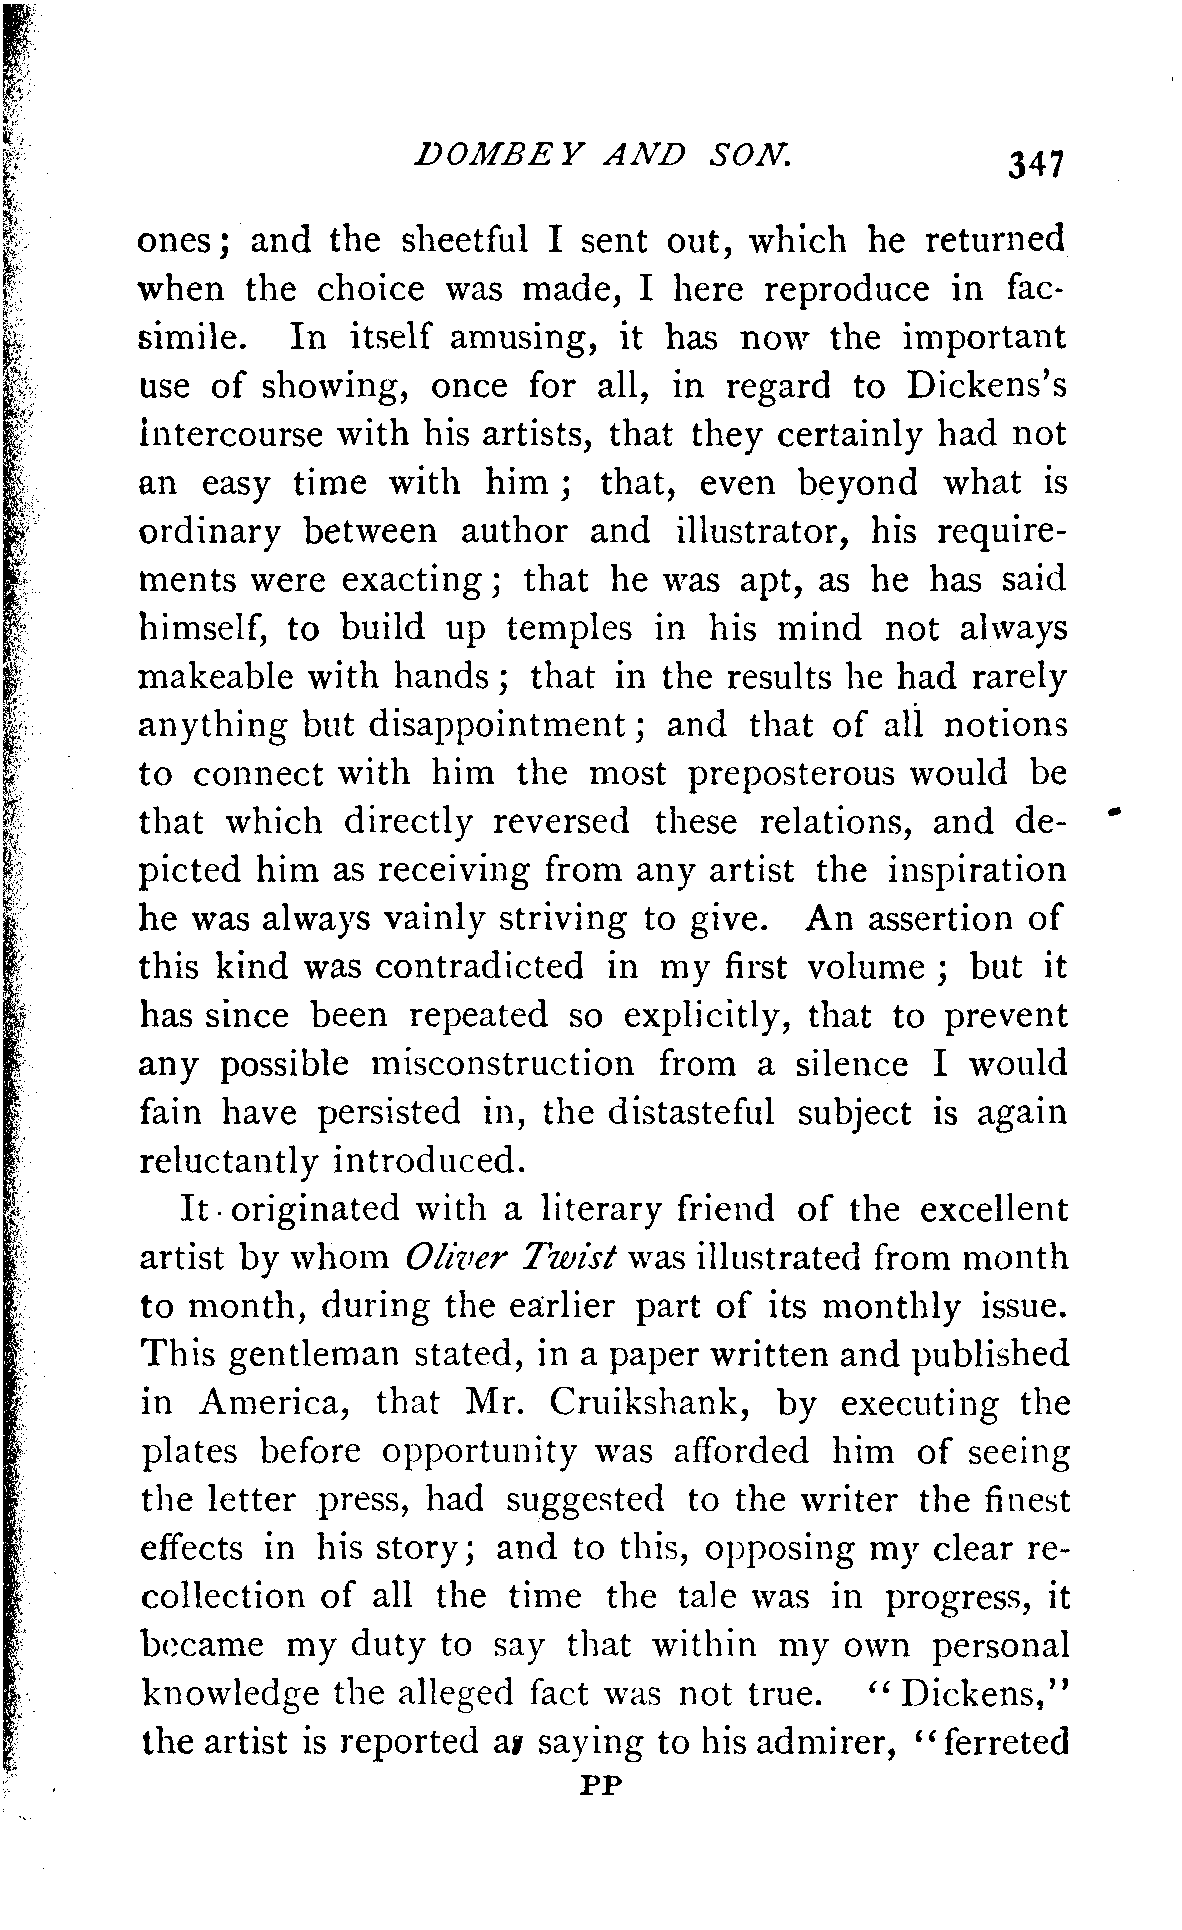 DOMBEY AND SON. 347
ones; and the sheetful I sent out, which he returned
when the choice was made, I here reproduce in fac-
simile. In itself amusing, it has now the important
use of showing, once for all, in regard to Dickens's
intercourse with his artists, that they certainly had not
an easy time with him; that, even beyond what is
ordinary between author and illustrator, his require-
ments were exacting; that he was apt, as he has said
himself, to build up temples in his mind not always
makeable with hands; that in the results he had rarely
anything but disappointment; and that of all notions
to connect with him the most preposterous would be
that which directly reversed these relations, and de-
picted him as receiving from any artist the inspiration
he was always vainly striving to give. An assertion of
this kind was contradicted in my first volume; but it
has since been repeated so explicitly, that to prevent
any possible misconstruction from a silence I would
fain have persisted in, the distasteful subject is again
reluctantly introduced.
It originated with a literary friend of the excellent
artist by whom Oliver Twist was illustrated from month
to month, during the earlier part of its monthly issue.
This gentleman stated, in a paper written and published
in America, that Mr. Cruikshank, by executing the
plates before opportunity was afforded him of seeing
the letter press, had suggested to the writer the finest
effects in his story; and to this, opposing my clear re-
collection of all the time the tale was in progress, it
became my duty to say that within my own personal
knowledge the alleged fact was not true. "Dickens,"
the artist is reported as saying to his admirer, "ferreted
PP